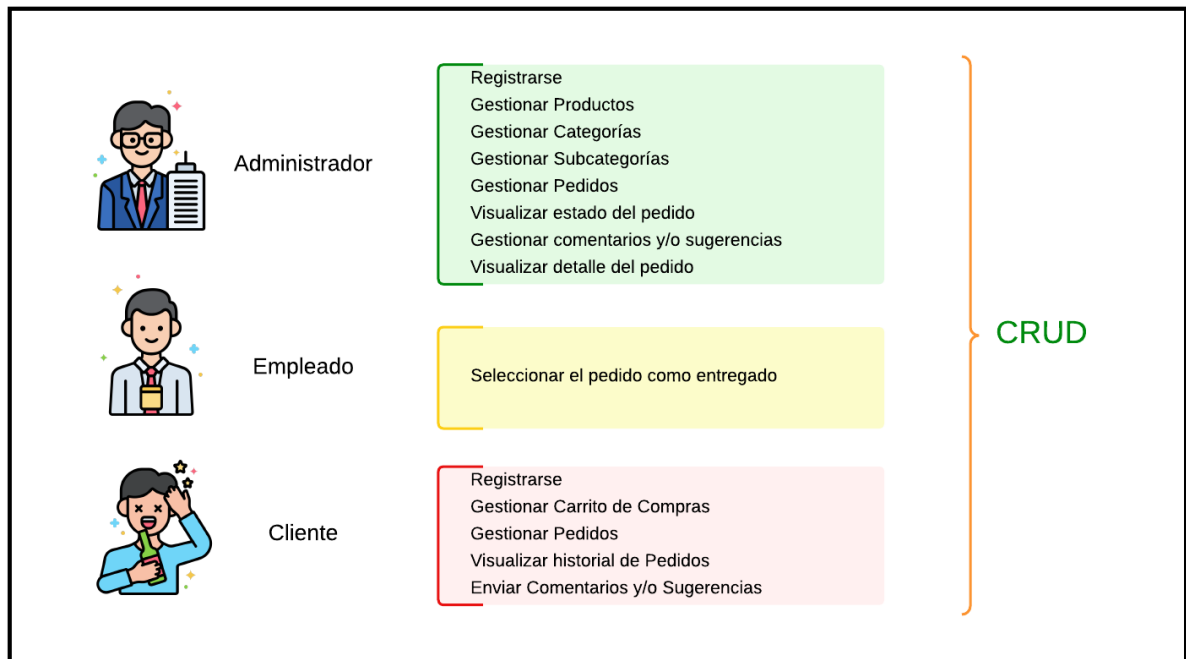 Administrador
Registrarse
Gestionar Productos
Gestionar Categorías
Gestionar Subcategorías
Gestionar Pedidos
Visualizar estado del pedido
Gestionar comentarios y/o sugerencias
Visualizar detalle del pedido
Empleado
Seleccionar el pedido como entregado
Cliente
Registrarse
Gestionar Carrito de Compras
Gestionar Pedidos
Visualizar historial de Pedidos
Enviar Comentarios y/o Sugerencias
CRUD